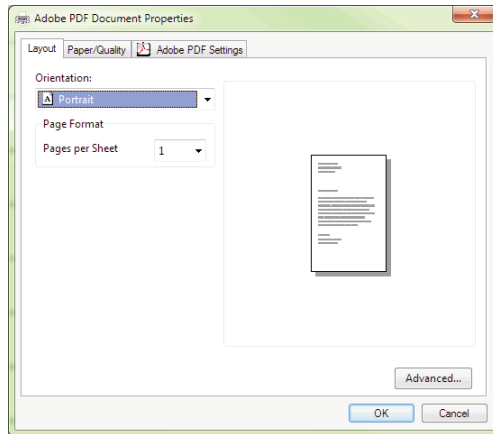 Adobe PDF Document Properties
Layout Paper/Quality Adobe PDF Settings
Orientation:
A Portrait
Page Format
Pages per Sheet 1
Advanced...
OK Cancel